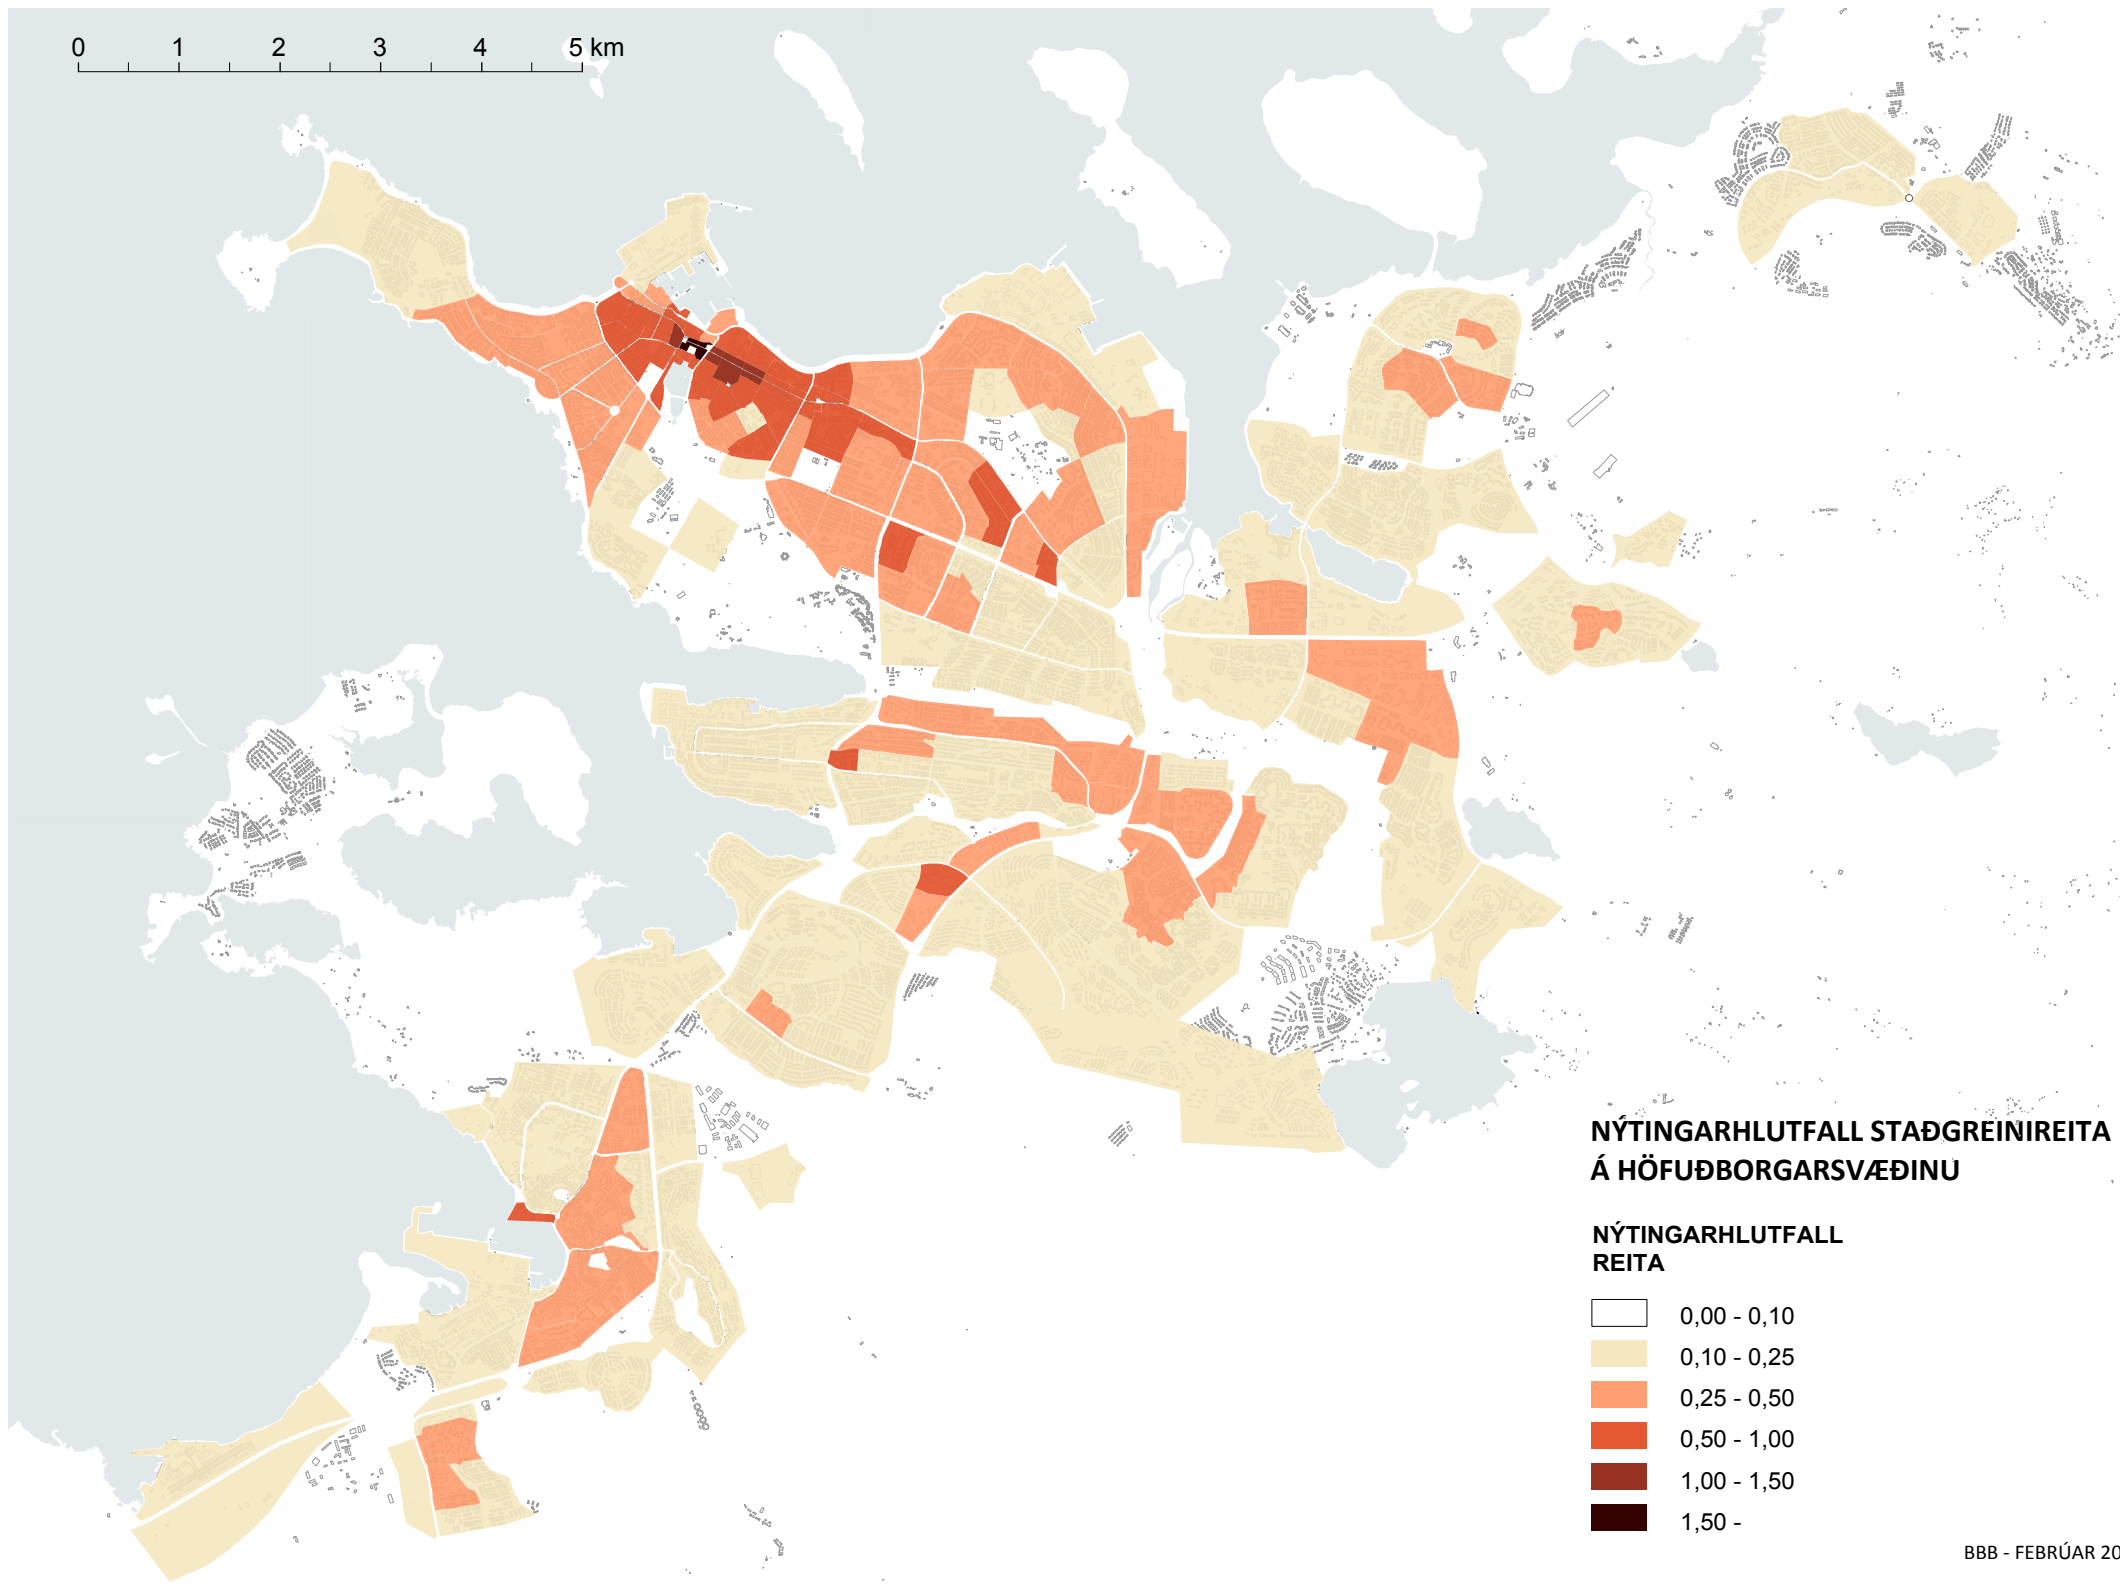 0 1 2 3 4 5 km
NÝTINGARHLUTFALL STAÐGREINIREITA
Á HÖFUÐBORGARSVÆÐINU
NÝTINGARHLUTFALL
REITA
0,00 - 0,10
0,10 - 0,25
0,25 - 0,50
0,50 - 1,00
1,00 - 1,50
1,50 -
BBB - FEBRÚAR 20